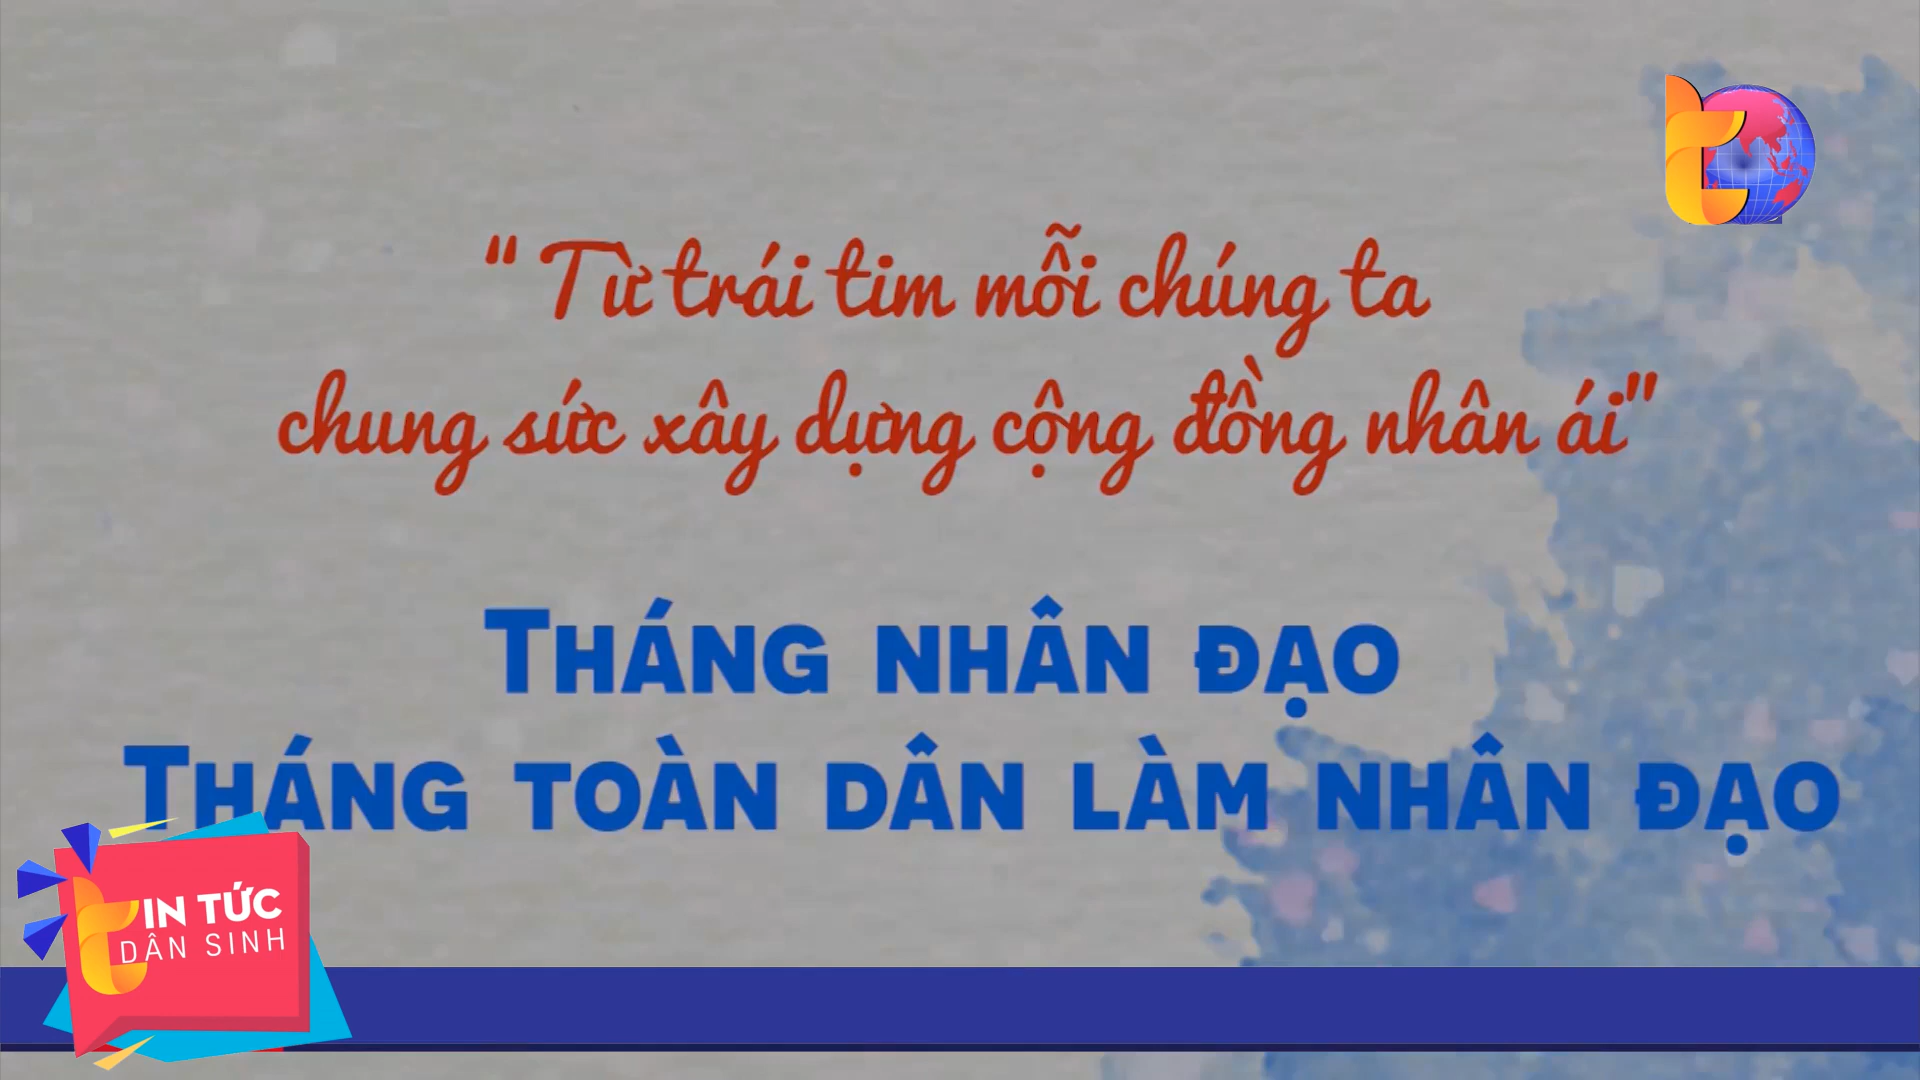 " Từ trái tim mỗi chúng ta
chung sức xây dựng cộng đồng nhân ái"
THÁNG NHÂN ĐẠO
THÁNG TOÀN DÂN LÀM NHÂN ĐẠO
TIN TỨC
DÂN SINH